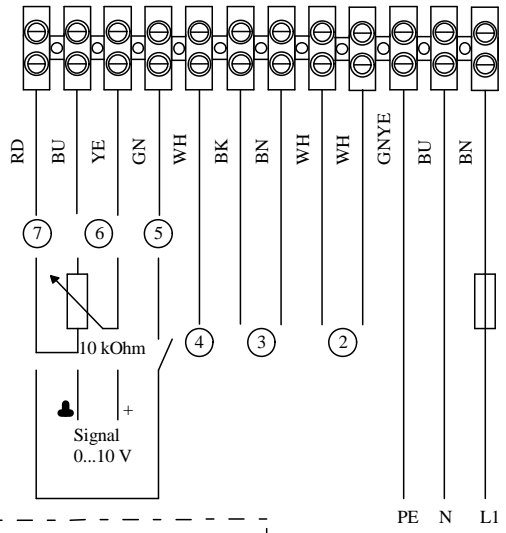 RD
BU
YE
GN
WH
BK
BN
WH
WH
GNYE
BU
BN
7
6
5
4
3
2
10 kOhm
+
Signal
0...10 V
PE
N
L1